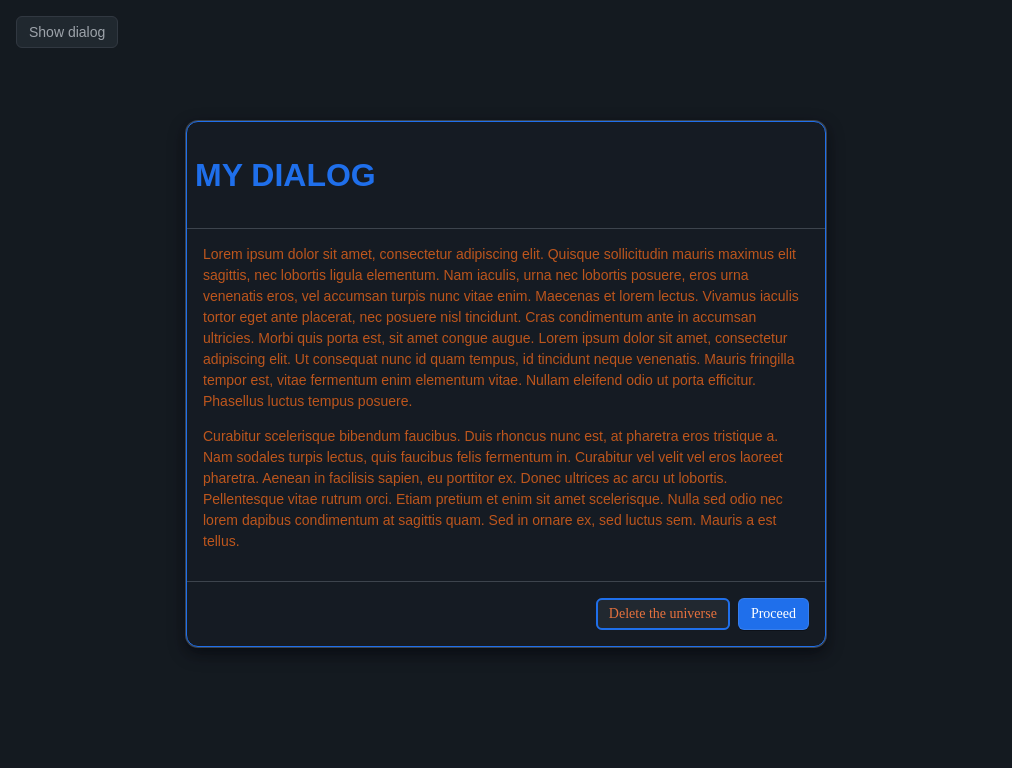 Show dialog
MY DIALOG
Lorem ipsum dolor sit amet, consectetur adipiscing elit. Quisque sollicitudin mauris maximus elit
sagittis, nec lobortis ligula elementum. Nam iaculis, urna nec lobortis posuere, eros urna
venenatis eros, vel accumsan turpis nunc vitae enim. Maecenas et lorem lectus. Vivamus iaculis
tortor eget ante placerat, nec posuere nisl tincidunt. Cras condimentum ante in accumsan
ultricies. Morbi quis porta est, sit amet congue augue. Lorem ipsum dolor sit amet, consectetur
adipiscing elit. Ut consequat nunc id quam tempus, id tincidunt neque venenatis. Mauris fringilla
tempor est, vitae fermentum enim elementum vitae. Nullam eleifend odio ut porta efficitur.
Phasellus luctus tempus posuere.
Curabitur scelerisque bibendum faucibus. Duis rhoncus nunc est, at pharetra eros tristique a.
Nam sodales turpis lectus, quis faucibus felis fermentum in. Curabitur vel velit vel eros laoreet
pharetra. Aenean in facilisis sapien, eu porttitor ex. Donec ultrices ac arcu ut lobortis.
Pellentesque vitae rutrum orci. Etiam pretium et enim sit amet scelerisque. Nulla sed odio nec
lorem dapibus condimentum at sagittis quam. Sed in ornare ex, sed luctus sem. Mauris a est
tellus.
Delete the universe
Proceed